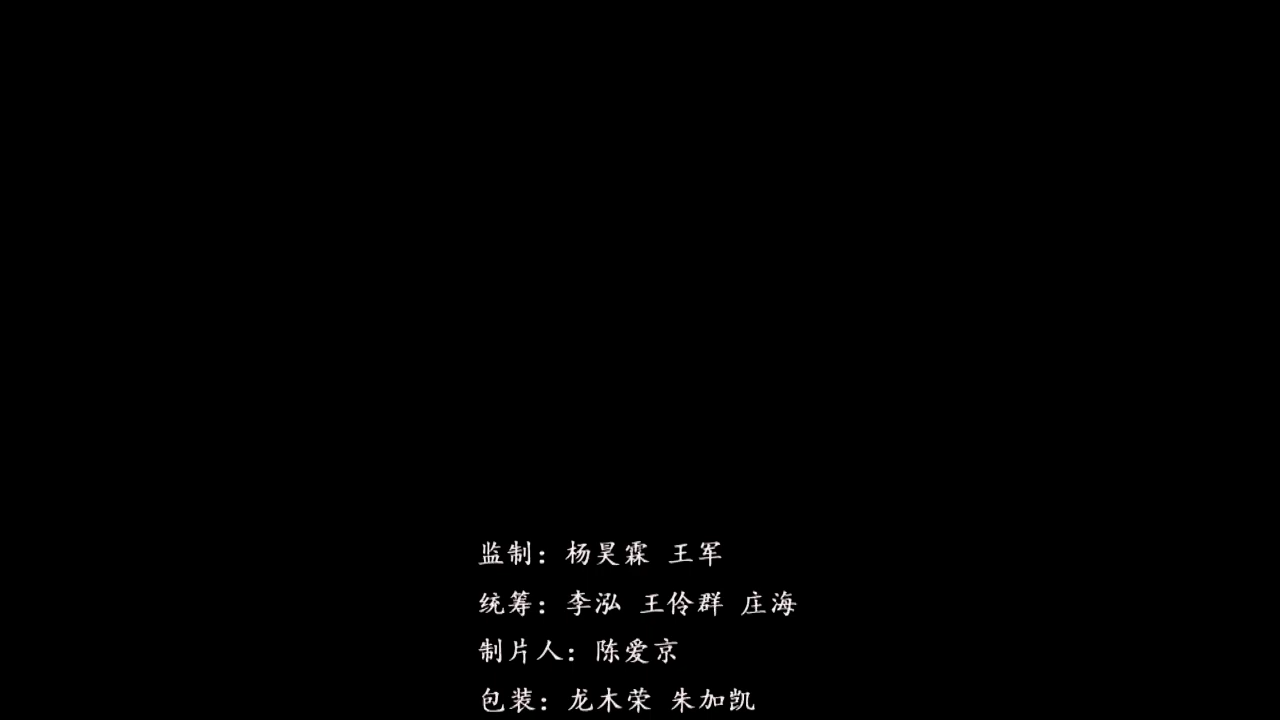 监制：杨昊霖 王军
统筹：李泓 王伶群 庄海
制片人：陈爱京
包装：龙木荣 朱加凯